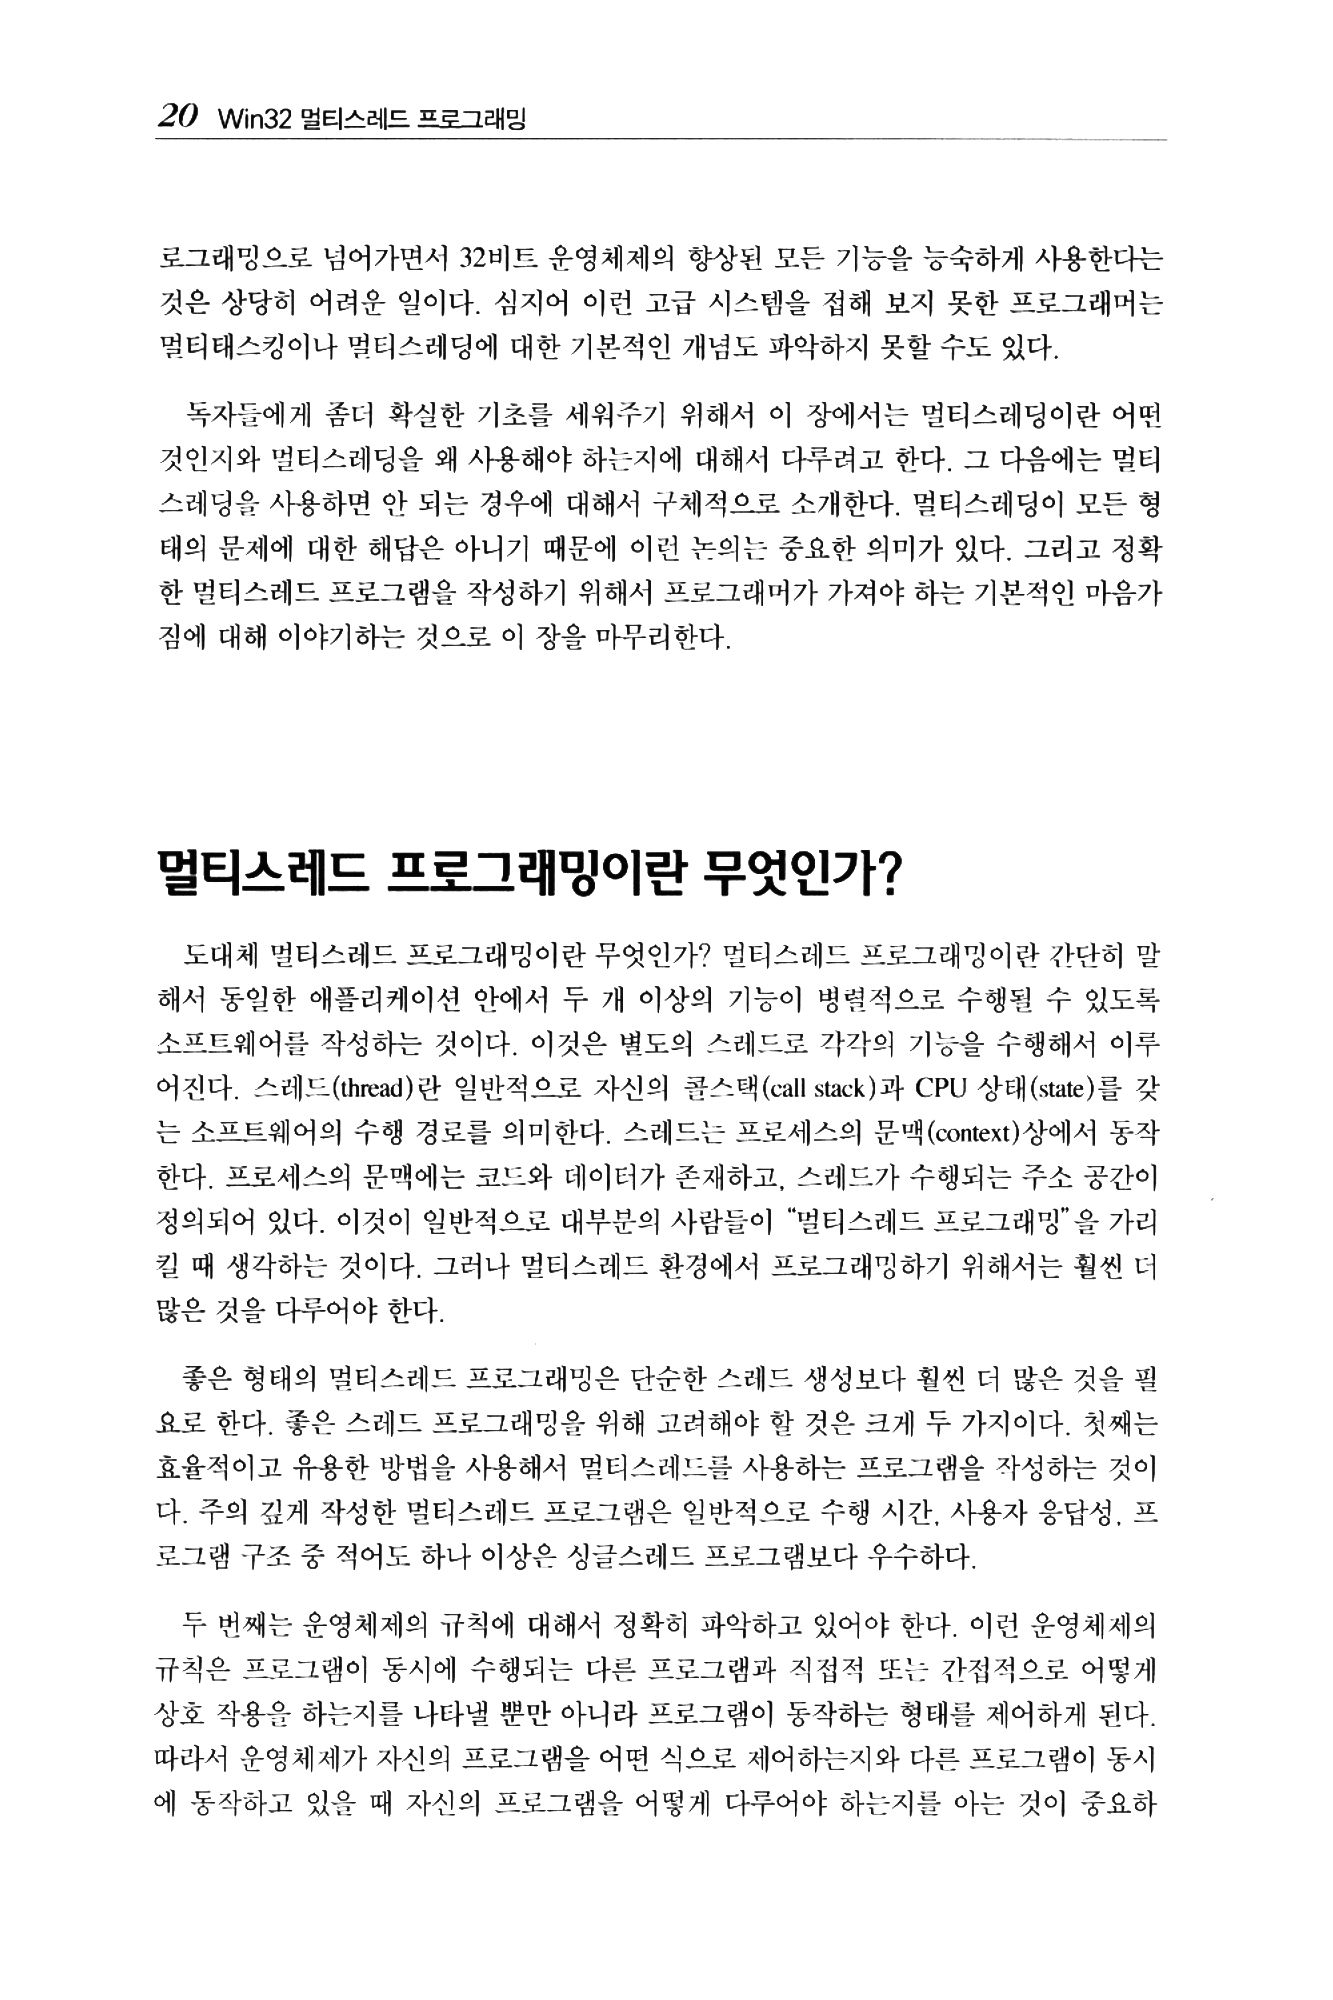 20 Win32 멀티스레드 프로그래밍
로그래밍으로 넘어가면서 32비트 운영체제의 향상된 모든 기능을 능숙하게 사용한다는
것은 상당히 어려운 일이다. 심지어 이런 고급 시스템을 접해 보지 못한 프로그래머는
멀티태스킹이나 멀티스레딩에 대한 기본적인 개념도 파악하지 못할 수도 있다.
독자들에게 좀더 확실한 기초를 세워주기 위해서 이 장에서는 멀티스레딩이란 어떤
것인지와 멀티스레딩을 왜 사용해야 하는지에 대해서 다루려고 한다. 그 다음에는 멀티
스레딩을 사용하면 안 되는 경우에 대해서 구체적으로 소개한다. 멀티스레딩이 모든 형
태의 문제에 대한 해답은 아니기 때문에 이런 논의는 중요한 의미가 있다. 그리고 정확
한 멀티스레드 프로그램을 작성하기 위해서 프로그래머가 가져야 하는 기본적인 마음가
짐에 대해 이야기하는 것으로 이 장을 마무리한다.
멀티스레드 프로그래밍이란 무엇인가?
도대체 멀티스레드 프로그래밍이란 무엇인가? 멀티스레드 프로그래밍이란 간단히 말
해서 동일한 애플리케이션 안에서 두 개 이상의 기능이 병렬적으로 수행될 수 있도록
소프트웨어를 작성하는 것이다. 이것은 별도의 스레드로 각각의 기능을 수행해서 이루
어진다. 스레드(thread)란 일반적으로 자신의 콜스택(call stack)과 CPU 상태(state)를 갖
는 소프트웨어의 수행 경로를 의미한다. 스레드는 프로세스의 문맥(context)상에서 동작
한다. 프로세스의 문맥에는 코드와 데이터가 존재하고, 스레드가 수행되는 주소 공간이
정의되어 있다. 이것이 일반적으로 대부분의 사람들이 “멀티스레드 프로그래밍”을 가리
킬 때 생각하는 것이다. 그러나 멀티스레드 환경에서 프로그래밍하기 위해서는 훨씬 더
많은 것을 다루어야 한다.
좋은 형태의 멀티스레드 프로그래밍은 단순한 스레드 생성보다 훨씬 더 많은 것을 필
요로 한다. 좋은 스레드 프로그래밍을 위해 고려해야 할 것은 크게 두 가지이다. 첫째는
효율적이고 유용한 방법을 사용해서 멀티스레드를 사용하는 프로그램을 작성하는 것이
다. 주의 깊게 작성한 멀티스레드 프로그램은 일반적으로 수행 시간, 사용자 응답성, 프
로그램 구조 중 적어도 하나 이상은 싱글스레드 프로그램보다 우수하다.
두 번째는 운영체제의 규칙에 대해서 정확히 파악하고 있어야 한다. 이런 운영체제의
규칙은 프로그램이 동시에 수행되는 다른 프로그램과 직접적 또는 간접적으로 어떻게
상호 작용을 하는지를 나타낼 뿐만 아니라 프로그램이 동작하는 형태를 제어하게 된다.
따라서 운영체제가 자신의 프로그램을 어떤 식으로 제어하는지와 다른 프로그램이 동시
에 동작하고 있을 때 자신의 프로그램을 어떻게 다루어야 하는지를 아는 것이 중요하